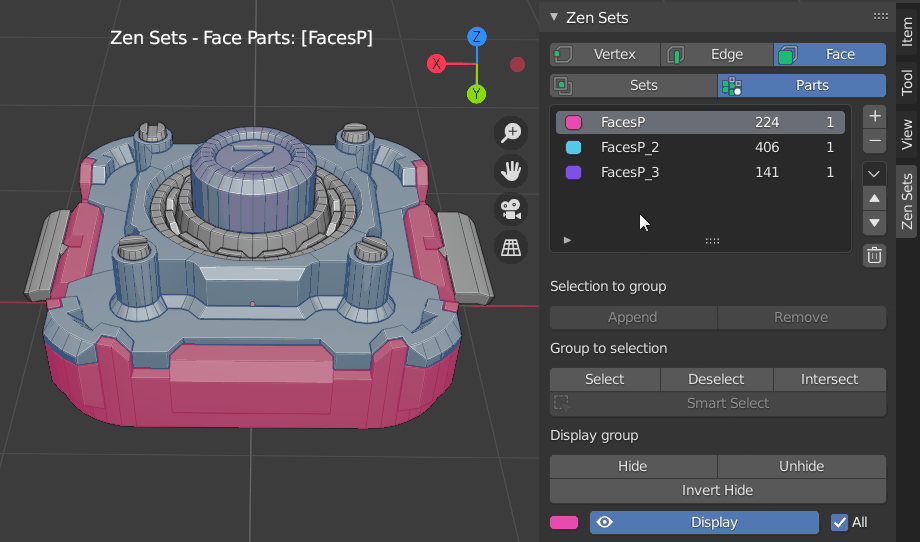 Zen Sets - Face Parts: [FacesP]
Z
X
Y
Z
Zen Sets
Vertex Edge Face
Sets Parts
FacesP 224 1
FacesP_2 406 1
FacesP_3 141 1
Selection to group
Append Remove
Group to selection
Select Deselect Intersect
Smart Select
Display group
Hide Unhide
Invert Hide
Display All
Item
Tool
View
Zen Sets